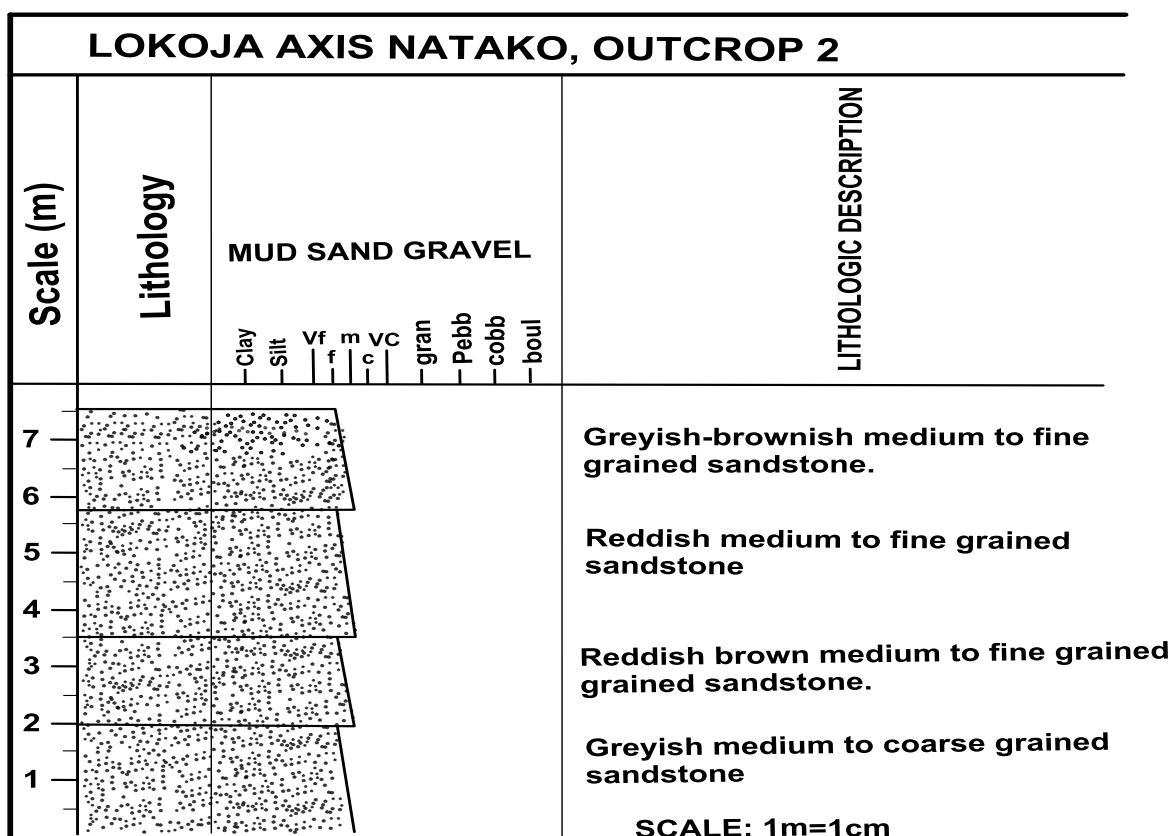 LOKOJA AXIS NATAKO, OUTCROP 2
Scale (m)
Lithology
MUD SAND GRAVEL
Clay
Silt
Vf
f
m
c
VC
gran
Pebb
cobb
boul
LITHOLOGIC DESCRIPTION
7
6
5
4
3
2
1
Greyish-brownish medium to fine
grained sandstone.
Reddish medium to fine grained
sandstone
Reddish brown medium to fine grained
grained sandstone.
Greyish medium to coarse grained
sandstone
SCALE: 1m=1cm